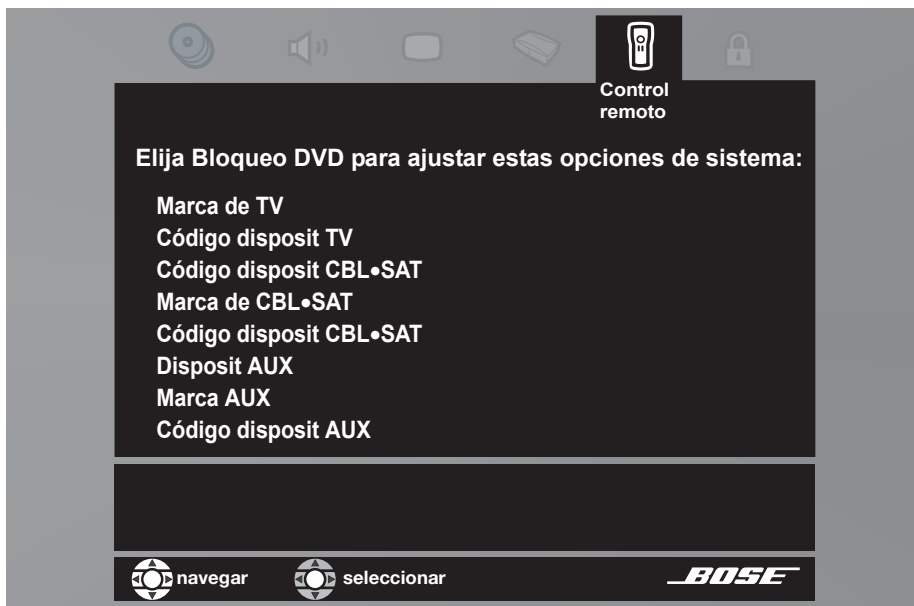 Control
remoto
Elija Bloqueo DVD para ajustar estas opciones de sistema:
Marca de TV
Código disposit TV
Código disposit CBL•SAT
Marca de CBL•SAT
Código disposit CBL•SAT
Disposit AUX
Marca AUX
Código disposit AUX
navegar seleccionar BOSE